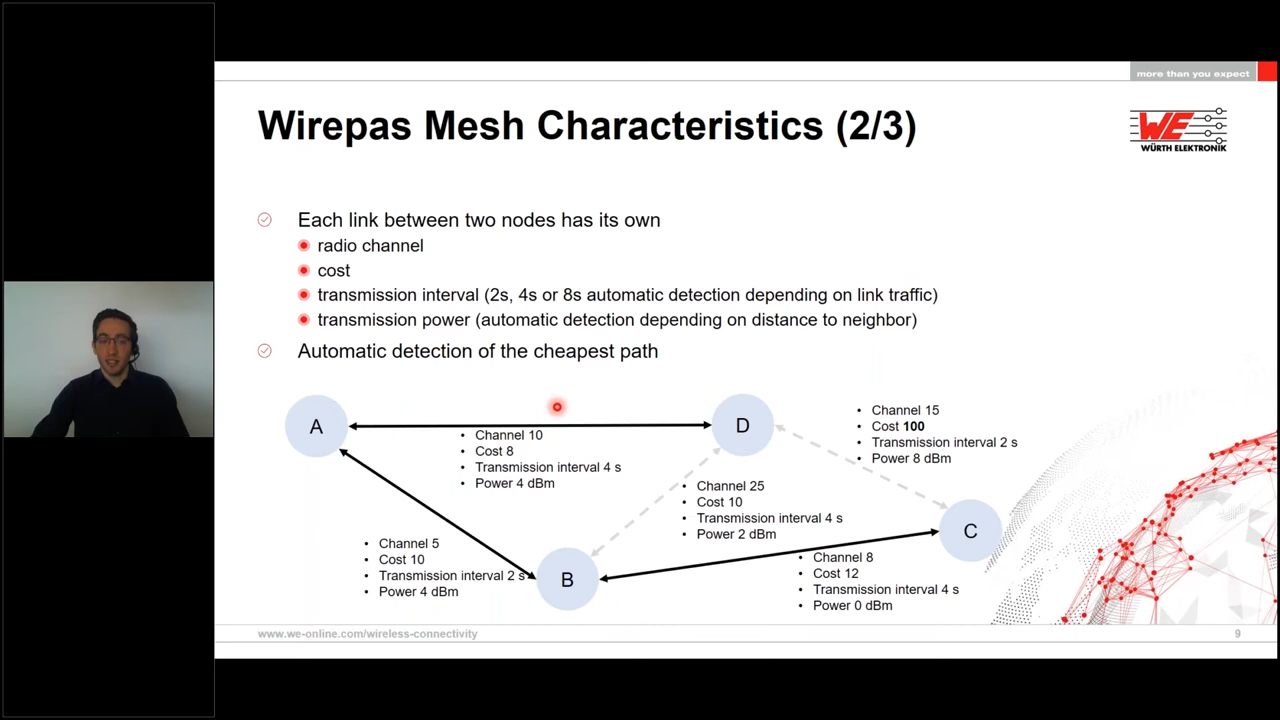 more than you expect
Wirepas Mesh Characteristics (2/3)
WE
WÜRTH ELEKTRONIK
Each link between two nodes has its own
radio channel
cost
transmission interval (2s, 4s or 8s automatic detection depending on link traffic)
transmission power (automatic detection depending on distance to neighbor)
Automatic detection of the cheapest path
A
D
• Channel 10
• Cost 8
• Transmission interval 4 s
• Power 4 dBm
• Channel 15
• Cost 100
• Transmission interval 2 s
• Power 8 dBm
• Channel 25
• Cost 10
• Transmission interval 4 s
• Power 2 dBm
C
• Channel 5
• Cost 10
• Transmission interval 2 s
• Power 4 dBm
B
• Channel 8
• Cost 12
• Transmission interval 4 s
• Power 0 dBm
www.we-online.com/wireless-connectivity
9